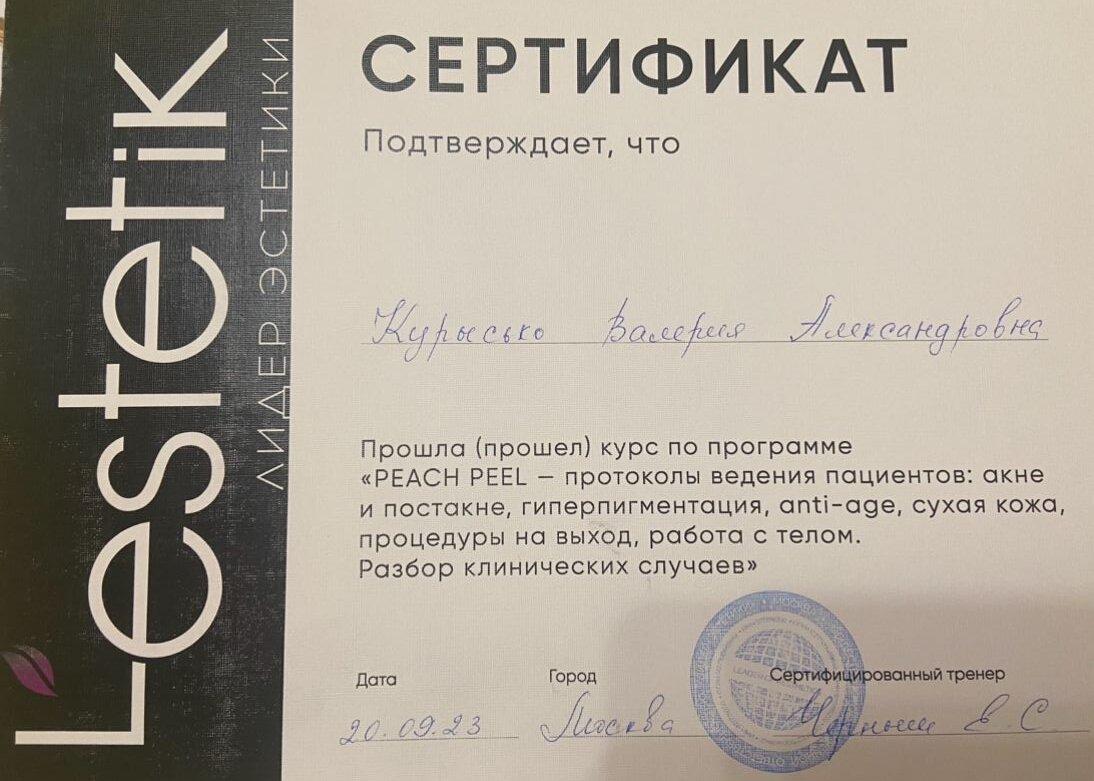 Lestetik
ЛИДЕР ЭСТЕТИКИ
СЕРТИФИКАТ
Подтверждает, что
Курысько Валерия Александровна
Прошла (прошел) курс по программе
«PEACH PEEL — протоколы ведения пациентов: акне
и постакне, гиперпигментация, anti-age, сухая кожа,
процедуры на выход, работа с телом.
Разбор клинических случаев»
Дата Город Сертифицированный тренер
20.09.23 Москва Е.С.